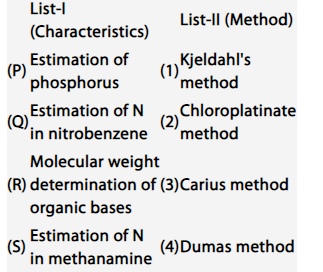 List-I
(Characteristics)
List-II (Method)
(P) Estimation of
phosphorus
(1) Kjeldahl's
method
(Q) Estimation of N
in nitrobenzene
(2) Chloroplatinate
method
Molecular weight
(R) determination of (3)Carius method
organic bases
(S) Estimation of N
in methanamine
(4)Dumas method